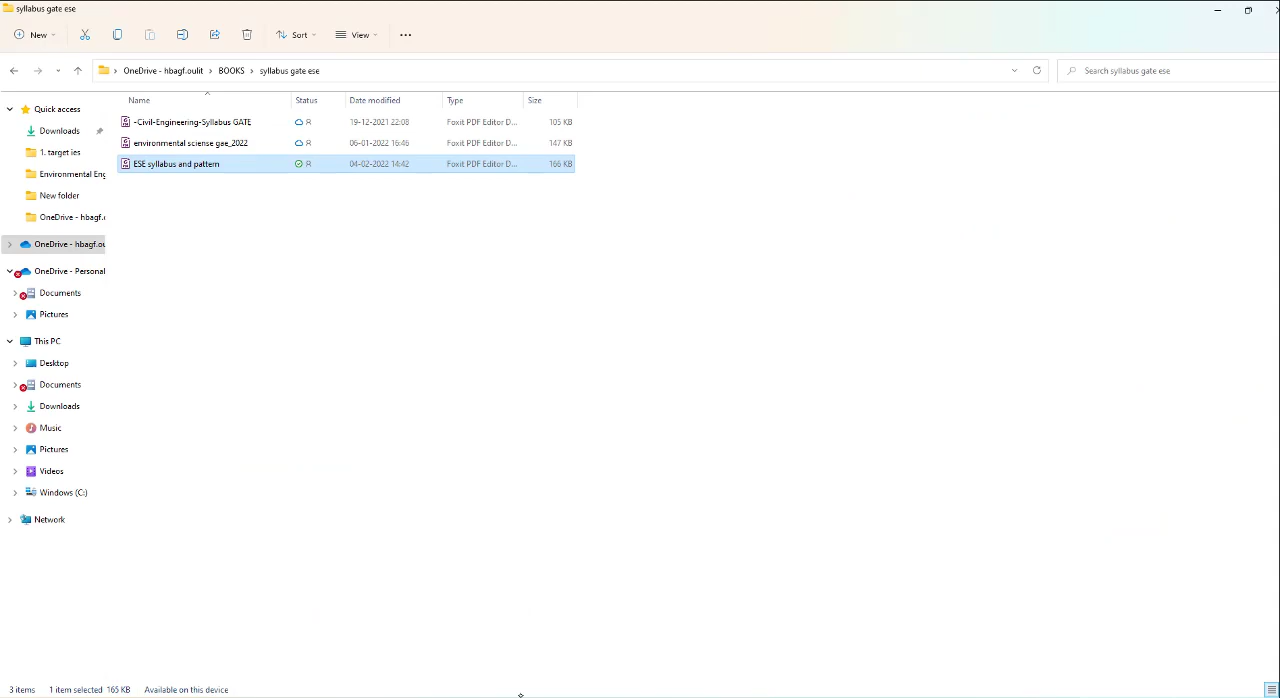 syllabus gate ese
New
Sort
View
OneDrive - hbagf.oulit > BOOKS > syllabus gate ese
Search syllabus gate ese
Name Status Date modified Type Size
-Civil-Engineering-Syllabus GATE 19-12-2021 22:08 Foxit PDF Editor D... 105 KB
environmental sciense gae_2022 06-01-2022 16:46 Foxit PDF Editor D... 147 KB
ESE syllabus and pattern 04-02-2022 14:42 Foxit PDF Editor D... 166 KB
Quick access
Downloads
1. target ies
Environmental Eng
New folder
OneDrive - hbagf.o
OneDrive - hbagf.ou
OneDrive - Personal
Documents
Pictures
This PC
Desktop
Documents
Downloads
Music
Pictures
Videos
Windows (C:)
Network
3 items 1 item selected 165 KB Available on this device